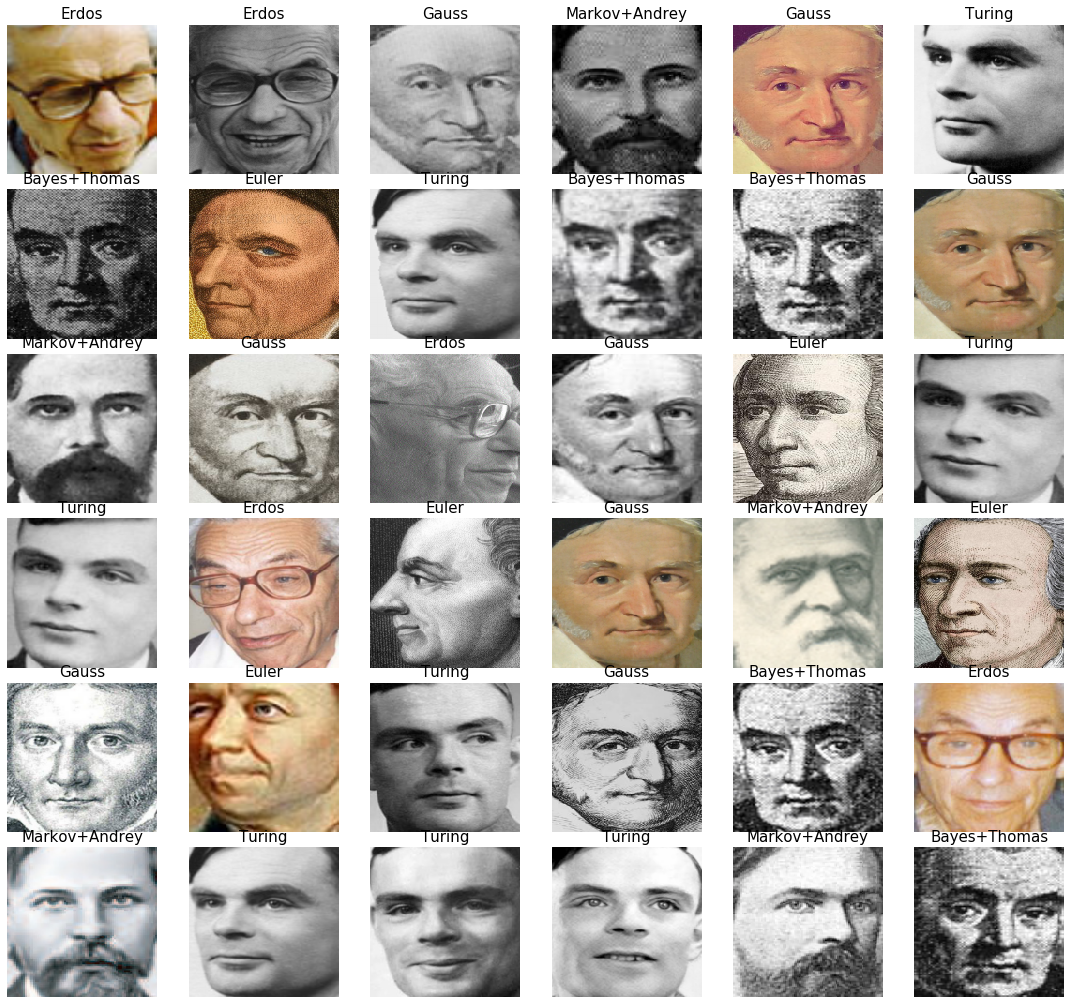 Erdos Erdos Gauss Markov+Andrey Gauss Turing
Bayes+Thomas Euler Turing Bayes+Thomas Bayes+Thomas Gauss
Markov+Andrey Gauss Erdos Gauss Euler Turing
Turing Erdos Euler Gauss Markov+Andrey Euler
Gauss Euler Turing Gauss Bayes+Thomas Erdos
Markov+Andrey Turing Turing Turing Markov+Andrey Bayes+Thomas